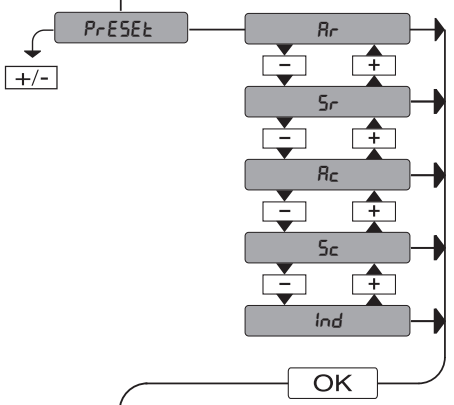 PrESEt
Ar
+/-
- +
Sr
- +
Ac
- +
Sc
- +
Ind
OK